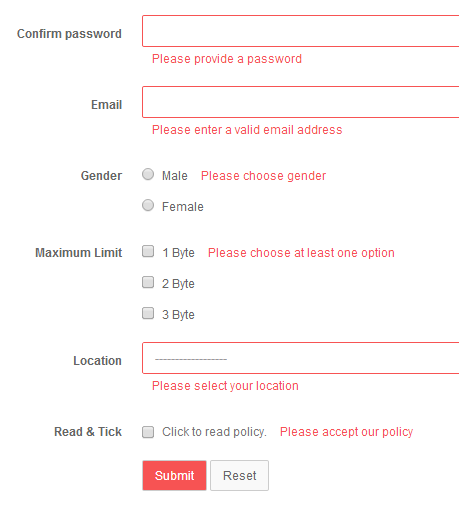 Confirm password
Please provide a password
Email
Please enter a valid email address
Gender Male Please choose gender
Female
Maximum Limit 1 Byte Please choose at least one option
2 Byte
3 Byte
Location -------------------
Please select your location
Read & Tick Click to read policy. Please accept our policy
Submit Reset